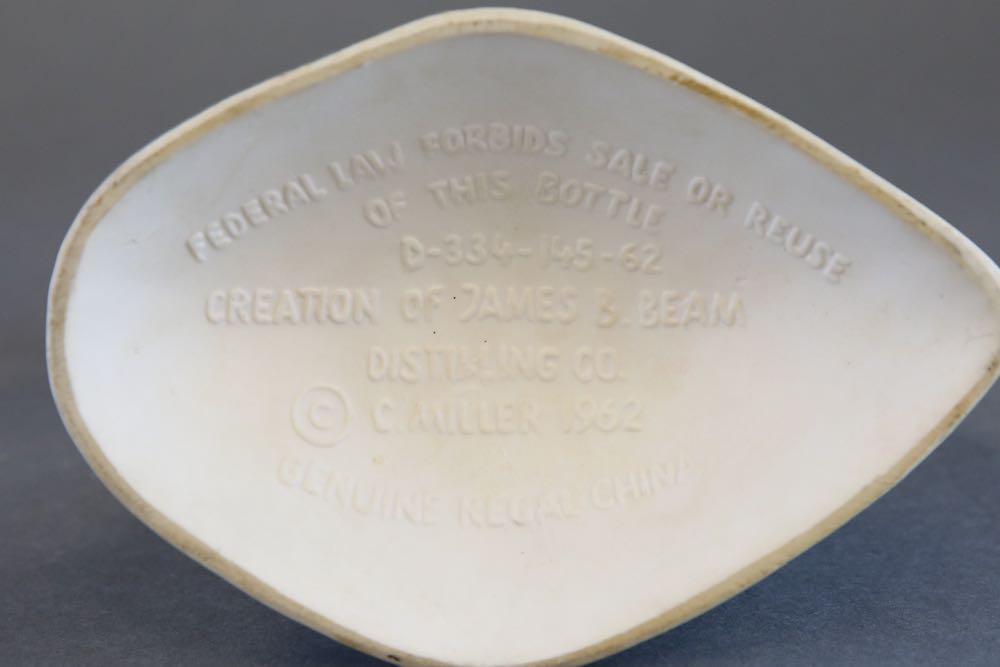 FEDERAL LAW FORBIDS SALE OR REUSE
OF THIS BOTTLE
D-334-145-62
CREATION OF JAMES B. BEAM
DISTILLING CO.
© C. MILLER 1962
GENUINE REGAL CHINA